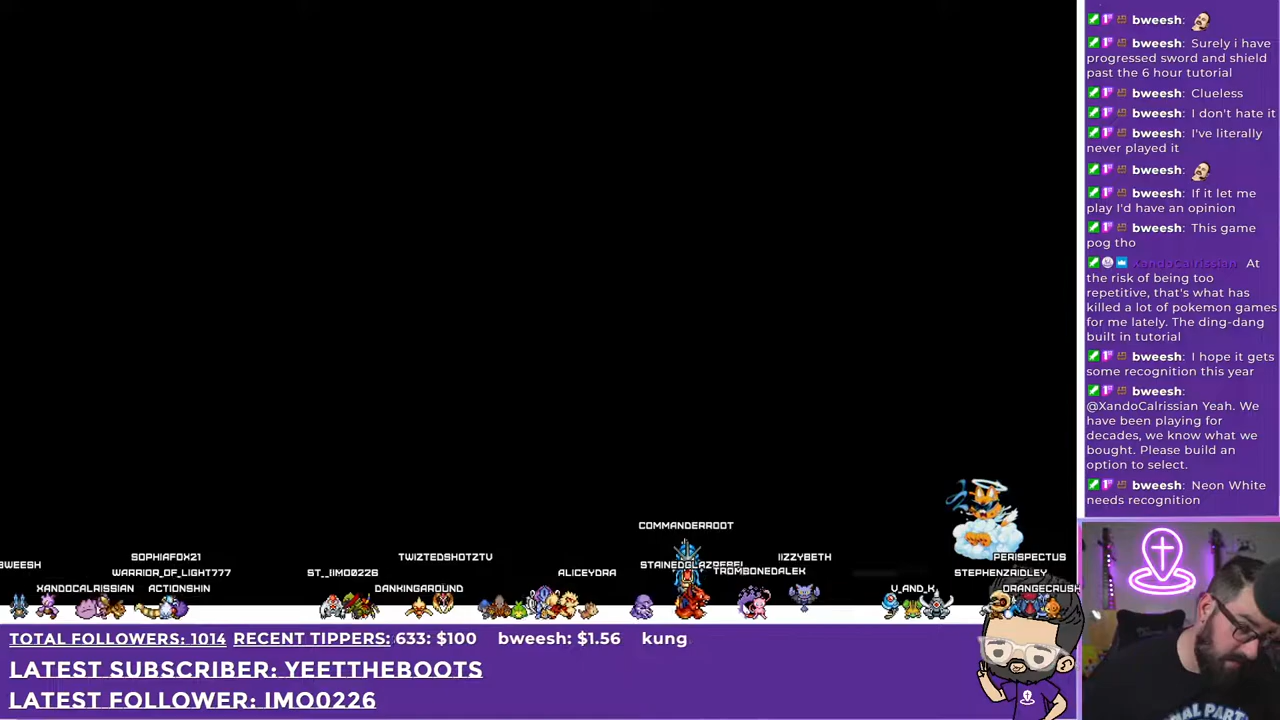 bweesh:
bweesh: Surely i have
progressed sword and shield
past the 6 hour tutorial
bweesh: Clueless
bweesh: I don't hate it
bweesh: I've literally
never played it
bweesh:
bweesh: If it let me
play I'd have an opinion
bweesh: This game
pog tho
XandoCalrissian At
the risk of being too
repetitive, that's what has
killed a lot of pokemon games
for me lately. The ding-dang
built in tutorial
bweesh: I hope it gets
some recognition this year
bweesh:
@XandoCalrissian Yeah. We
have been playing for
decades, we know what we
bought. Please build an
option to select.
bweesh: Neon White
needs recognition
COMMANDERROOT
SOPHIAFOX21
TWIZTEDSHOTZTV
IIZZYBETH
PERISPECTUS
BWEESH
WARRIOR_OF_LIGHT777
ST_IIMO0226
ALICEYDRA
TROMBONEDALEK
STEPHENZRIDLEY
XANDOCALRISSIAN
ACTIONSHIN
DANKINGAROUND
V_AND_K
ORANGECRUSH
TOTAL FOLLOWERS: 1014 RECENT TIPPERS: 633: $100 bweesh: $1.56 kung
LATEST SUBSCRIBER: YEETTHEBOOTS
LATEST FOLLOWER: IMO0226